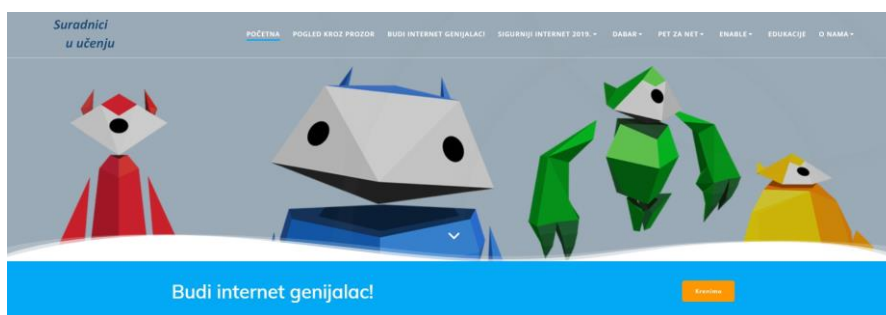 Suradnici
u učenju
POČETNA POGLED KROZ PROZOR BUDI INTERNET GENIJALAC! SIGURNIJI INTERNET 2019. DABAR PET ZA NET ENABLE EDUKACIJE O NAMA
Budi internet genijalac!
Krenimo